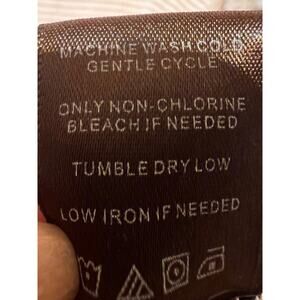 MACHINE WASH COLD
GENTLE CYCLE
ONLY NON-CHLORINE
BLEACH IF NEEDED
TUMBLE DRY LOW
LOW IRON IF NEEDED